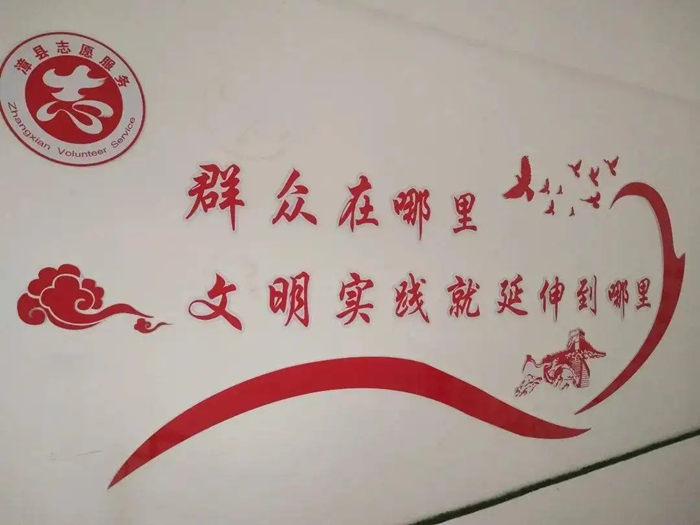 漳县志愿服务
Zhangxian Volunteer Service
群众在哪里
文明实践就延伸到哪里